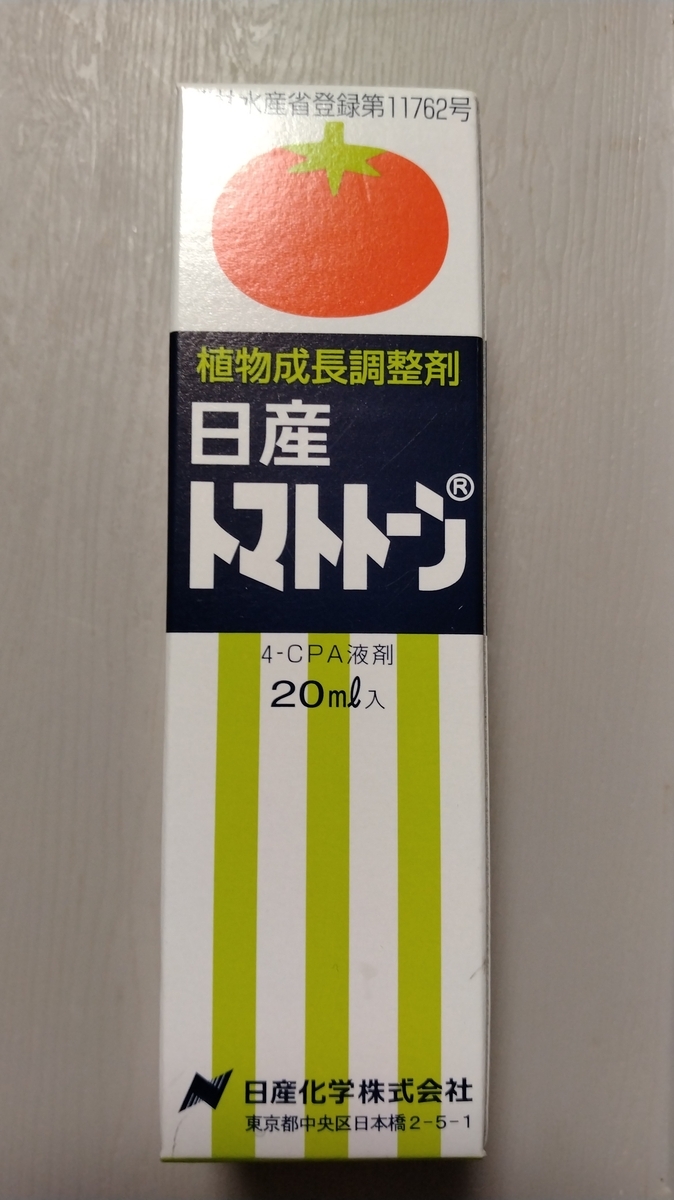 水産省登録第11762号
植物成長調整剤
日産
トマトトーン®
4-CPA液剤
20mℓ入
日産化学株式会社
東京都中央区日本橋2-5-1